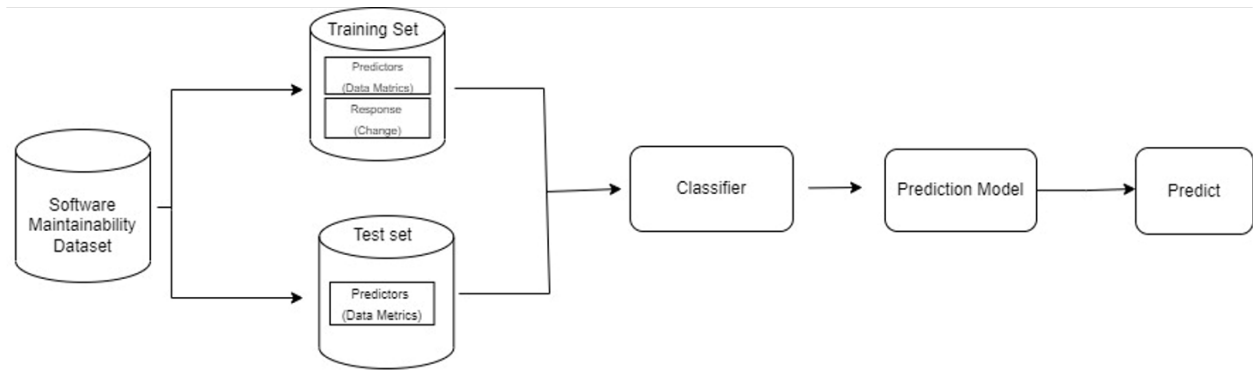 Training Set
Predictors
(Data Matrics)
Response
(Change)
Software
Maintainability
Dataset
Test set
Predictors
(Data Metrics)
Classifier
Prediction Model
Predict